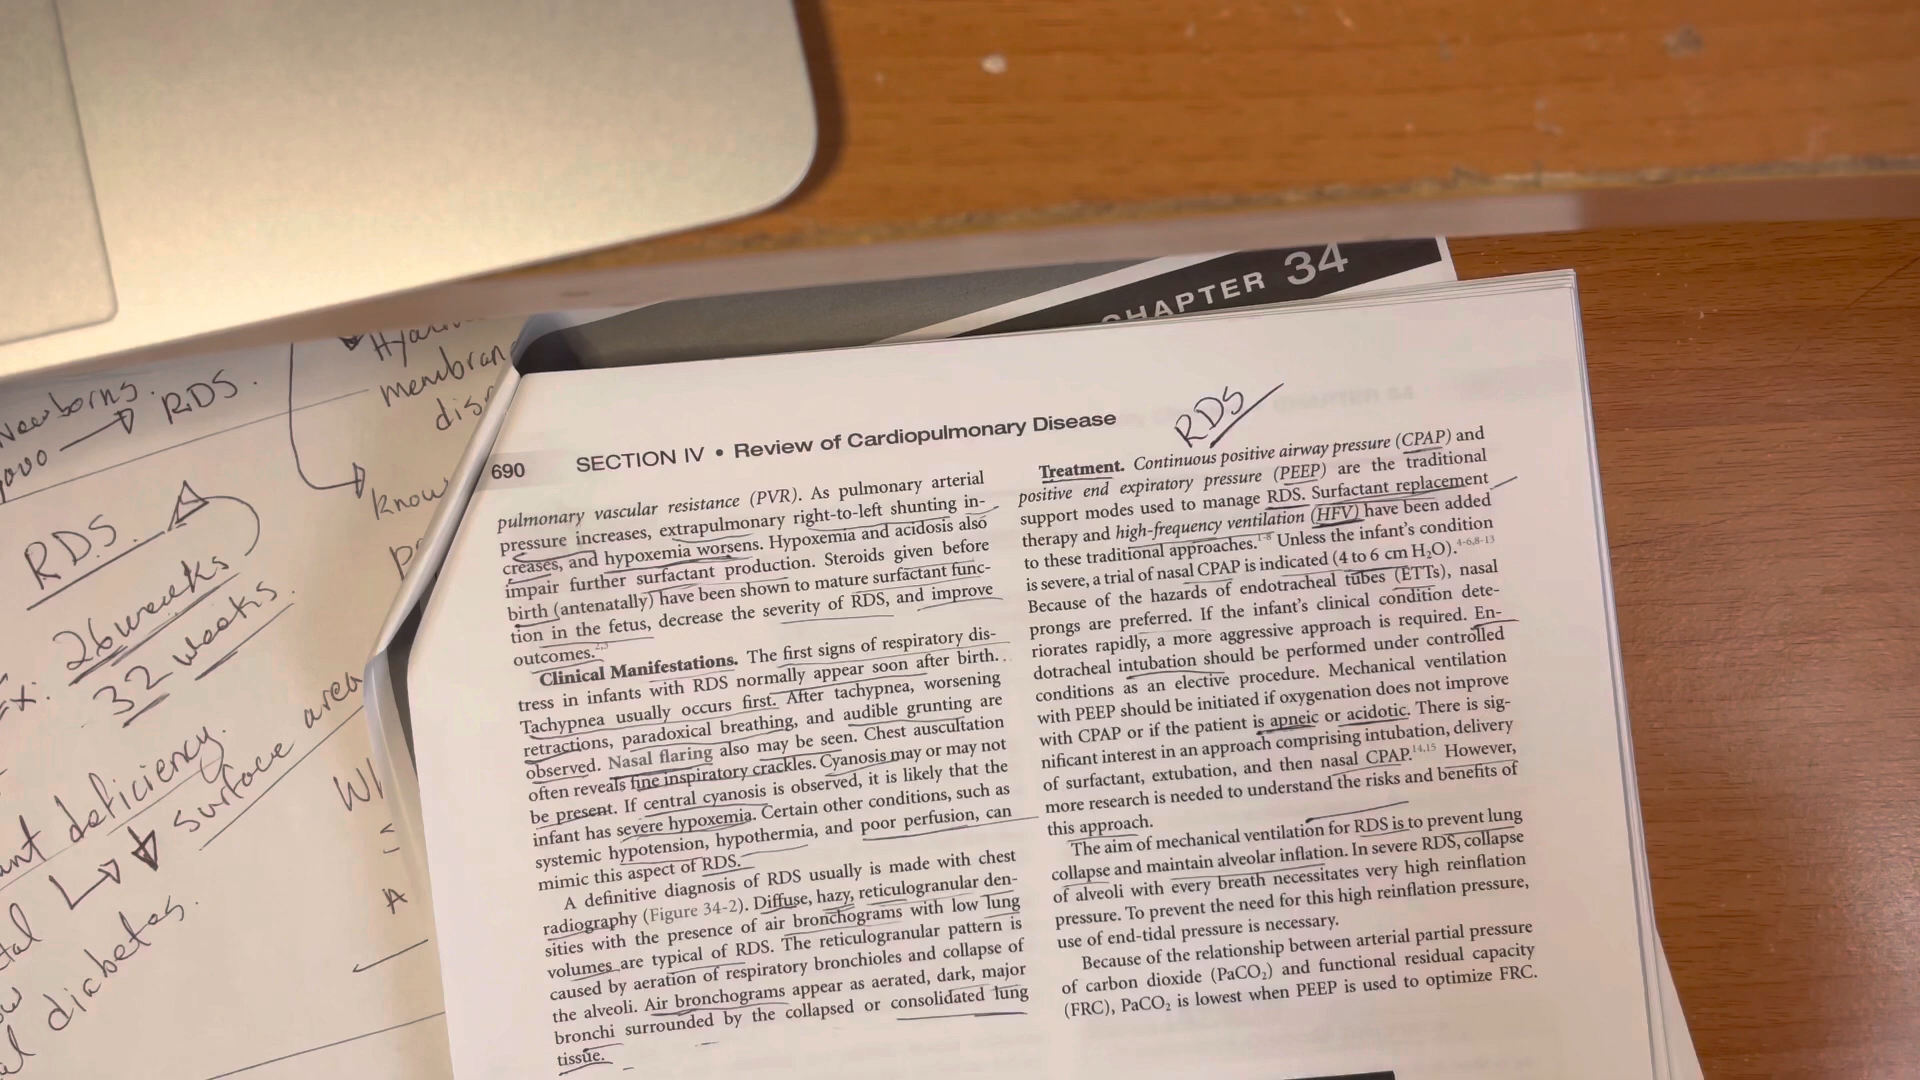 CHAPTER 34
Newborns.
RDS.
membran
know
RDS
26 weeks
32 weeks.
deficiency.
surface area
diabetes.
690
SECTION IV • Review of Cardiopulmonary Disease
RDS
pulmonary vascular resistance (PVR). As pulmonary arterial
pressure increases, extrapulmonary right-to-left shunting in-
creases, and hypoxemia worsens. Hypoxemia and acidosis also
impair further surfactant production. Steroids given before
birth (antenatally) have been shown to mature surfactant func-
tion in the fetus, decrease the severity of RDS, and improve
outcomes.2,3
Clinical Manifestations. The first signs of respiratory dis-
tress in infants with RDS normally appear soon after birth.
Tachypnea usually occurs first. After tachypnea, worsening
retractions, paradoxical breathing, and audible grunting are
observed. Nasal flaring also may be seen. Chest auscultation
often reveals fine inspiratory crackles. Cyanosis may or may not
be present. If central cyanosis is observed, it is likely that the
infant has severe hypoxemia. Certain other conditions, such as
systemic hypotension, hypothermia, and poor perfusion, can
mimic this aspect of RDS.
A definitive diagnosis of RDS usually is made with chest
radiography (Figure 34-2). Diffuse, hazy, reticulogranular den-
sities with the presence of air bronchograms with low lung
volumes are typical of RDS. The reticulogranular pattern is
caused by aeration of respiratory bronchioles and collapse of
the alveoli. Air bronchograms appear as aerated, dark, major
bronchi surrounded by the collapsed or consolidated lung
tissue.
Treatment. Continuous positive airway pressure (CPAP) and
positive end expiratory pressure (PEEP) are the traditional
support modes used to manage RDS. Surfactant replacement
therapy and high-frequency ventilation (HFV) have been added
to these traditional approaches.1-8 Unless the infant's condition
is severe, a trial of nasal CPAP is indicated (4 to 6 cm H₂O).4-6,8-13
Because of the hazards of endotracheal tubes (ETTs), nasal
prongs are preferred. If the infant's clinical condition dete-
riorates rapidly, a more aggressive approach is required. En-
dotracheal intubation should be performed under controlled
conditions as an elective procedure. Mechanical ventilation
with PEEP should be initiated if oxygenation does not improve
with CPAP or if the patient is apneic or acidotic. There is sig-
nificant interest in an approach comprising intubation, delivery
of surfactant, extubation, and then nasal CPAP.14,15 However,
more research is needed to understand the risks and benefits of
this approach.
The aim of mechanical ventilation for RDS is to prevent lung
collapse and maintain alveolar inflation. In severe RDS, collapse
of alveoli with every breath necessitates very high reinflation
pressure. To prevent the need for this high reinflation pressure,
use of end-tidal pressure is necessary.
Because of the relationship between arterial partial pressure
of carbon dioxide (PaCO₂) and functional residual capacity
(FRC), PaCO₂ is lowest when PEEP is used to optimize FRC.